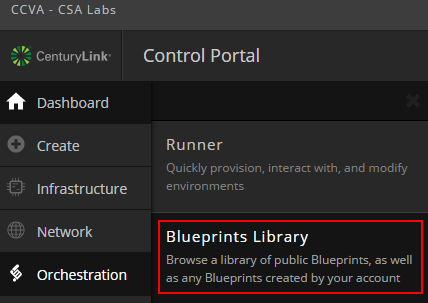 CCVA - CSA Labs
CenturyLink®
Control Portal
Dashboard
Create
Infrastructure
Network
Orchestration
Runner
Quickly provision, interact with, and modify
environments
Blueprints Library
Browse a library of public Blueprints, as well
as any Blueprints created by your account